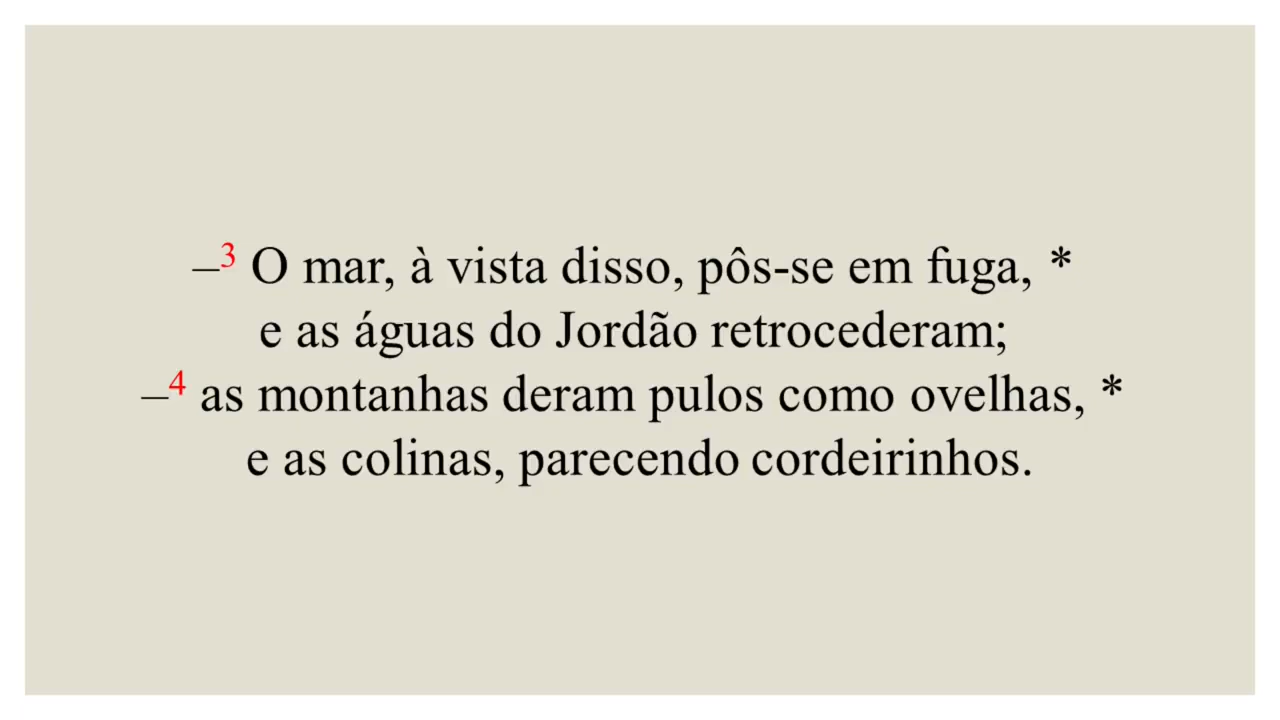 –³ O mar, à vista disso, pôs-se em fuga, *
e as águas do Jordão retrocederam;
–⁴ as montanhas deram pulos como ovelhas, *
e as colinas, parecendo cordeirinhos.